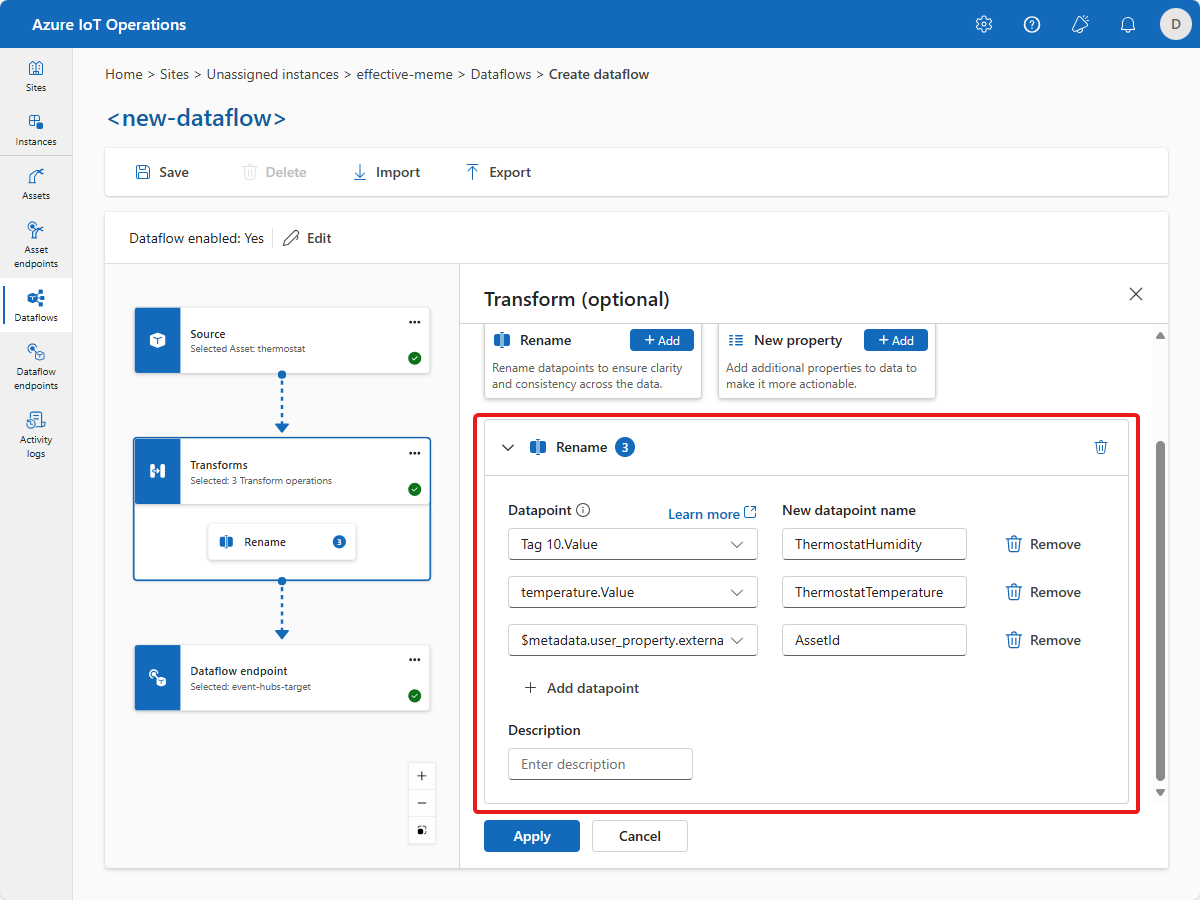 Azure IoT Operations
D
Sites
Instances
Assets
Asset
endpoints
Dataflows
Dataflow
endpoints
Activity
logs
Home > Sites > Unassigned instances > effective-meme > Dataflows > Create dataflow
<new-dataflow>
Save
Delete
Import
Export
Dataflow enabled: Yes
Edit
Source
Selected Asset: thermostat
Transforms
Selected: 3 Transform operations
Rename
3
Dataflow endpoint
Selected: event-hubs-target
Transform (optional)
Rename
+ Add
Rename datapoints to ensure clarity
and consistency across the data.
New property
+ Add
Add additional properties to data to
make it more actionable.
Rename 3
Datapoint
Learn more
New datapoint name
Tag 10.Value
ThermostatHumidity
Remove
temperature.Value
ThermostatTemperature
Remove
$metadata.user_property.externa
AssetId
Remove
+ Add datapoint
Description
Enter description
Apply
Cancel